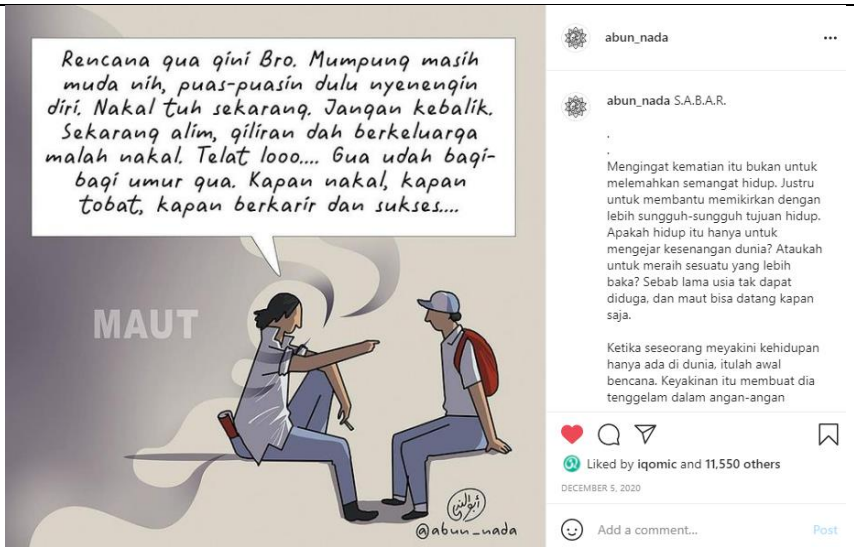 Rencana gua gini Bro. Mumpung masih
muda nih, puas-puasin dulu nyenengin
diri. Nakal tuh sekarang. Jangan kebalik.
Sekarang alim, giliran dah berkeluarga
malah nakal. Telat looo.... Gua udah bagi-
bagi umur gua. Kapan nakal, kapan
tobat, kapan berkarir dan sukses....
MAUT
@abun_nada
abun_nada
abun_nada S.A.B.A.R.
.
.
Mengingat kematian itu bukan untuk
melemahkan semangat hidup. Justru
untuk membantu memikirkan dengan
lebih sungguh-sungguh tujuan hidup.
Apakah hidup itu hanya untuk
mengejar kesenangan dunia? Ataukah
untuk meraih sesuatu yang lebih
baka? Sebab lama usia tak dapat
diduga, dan maut bisa datang kapan
saja.
Ketika seseorang meyakini kehidupan
hanya ada di dunia, itulah awal
bencana. Keyakinan itu membuat dia
tenggelam dalam angan-angan
Liked by iqomic and 11,550 others
DECEMBER 5, 2020
Add a comment...
Post